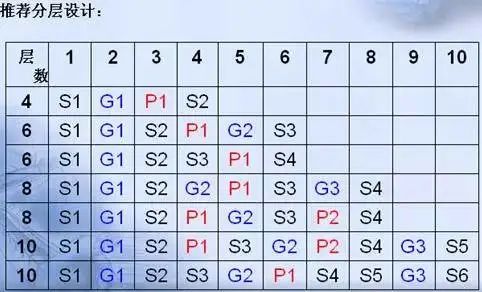 推荐分层设计：
层数 1 2 3 4 5 6 7 8 9 10
4 S1 G1 P1 S2
6 S1 G1 S2 P1 G2 S3
6 S1 G1 S2 S3 P1 S4
8 S1 G1 S2 G2 P1 S3 G3 S4
8 S1 G1 S2 P1 G2 S3 P2 S4
10 S1 G1 S2 P1 S3 G2 P2 S4 G3 S5
10 S1 G1 S2 S3 G2 P1 S4 S5 G3 S6